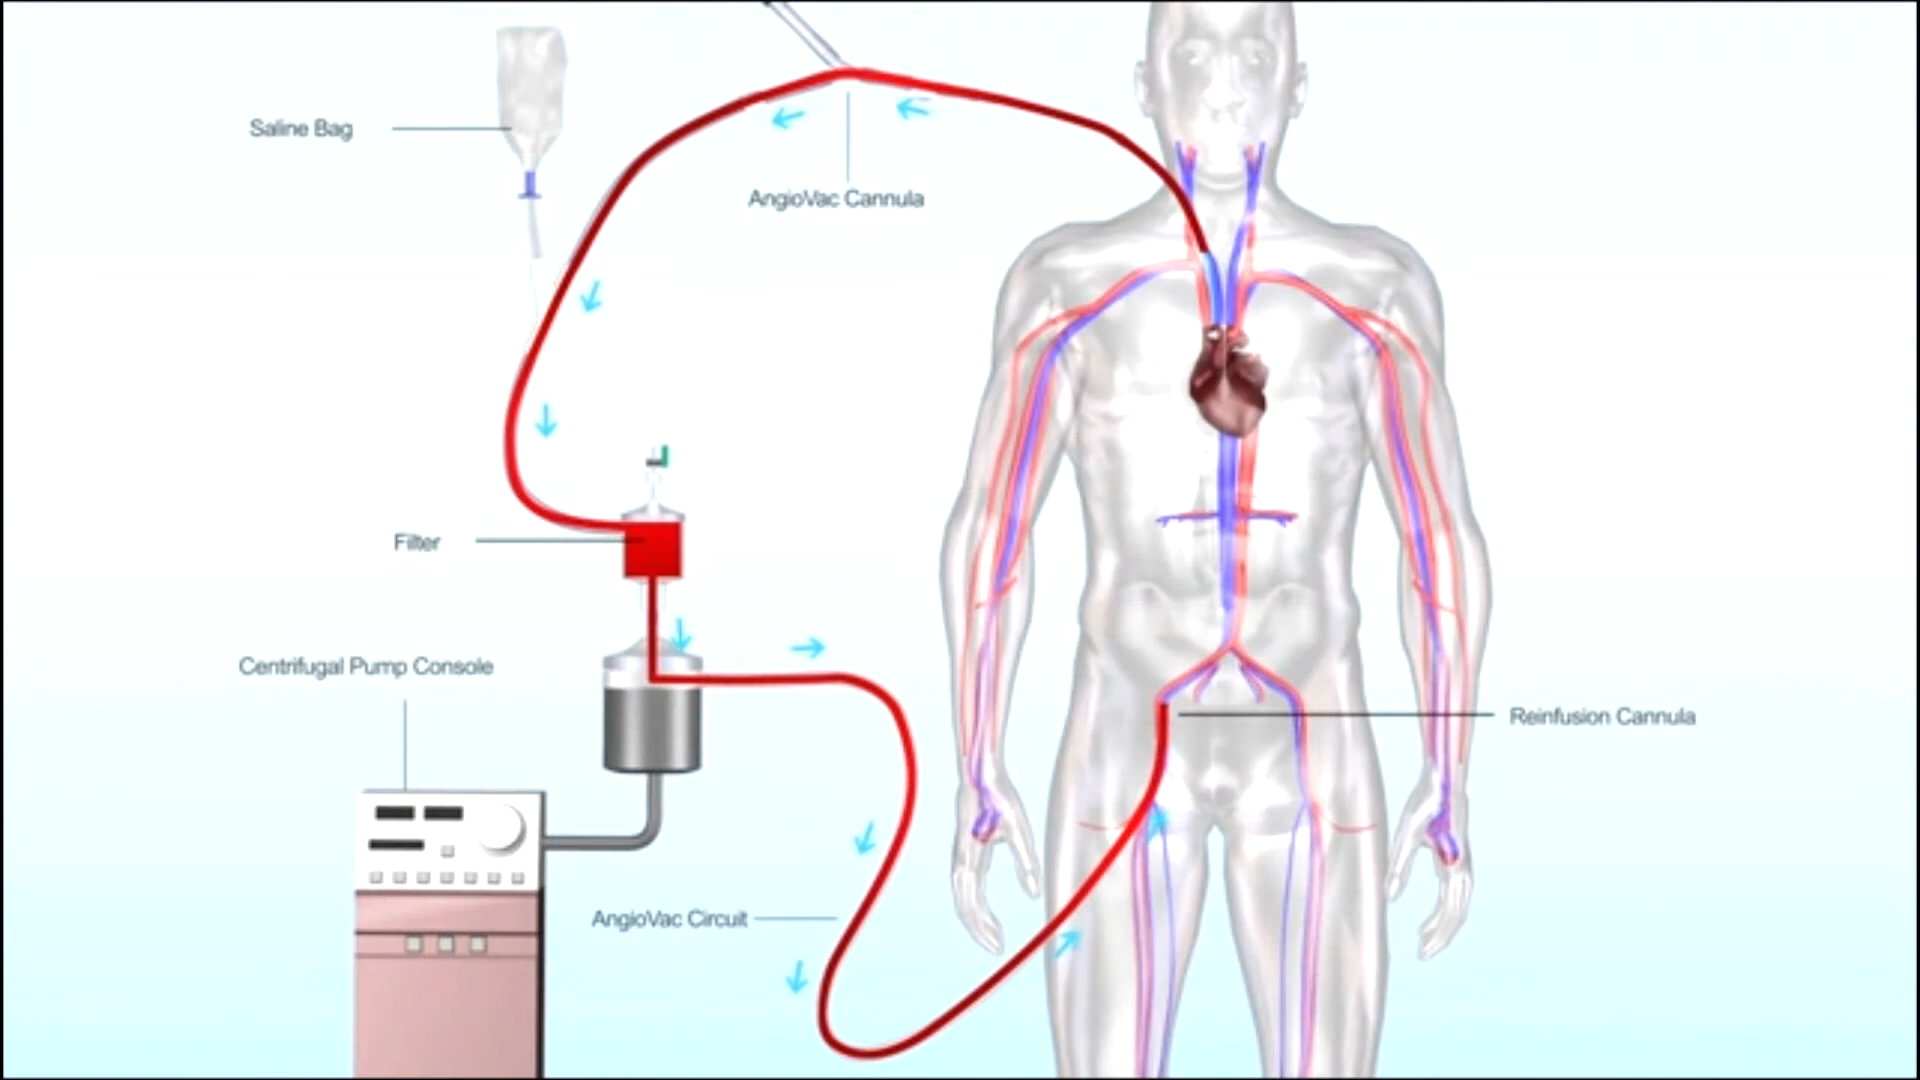 Saline Bag
AngioVac Cannula
Filter
Centrifugal Pump Console
Reinfusion Cannula
AngioVac Circuit